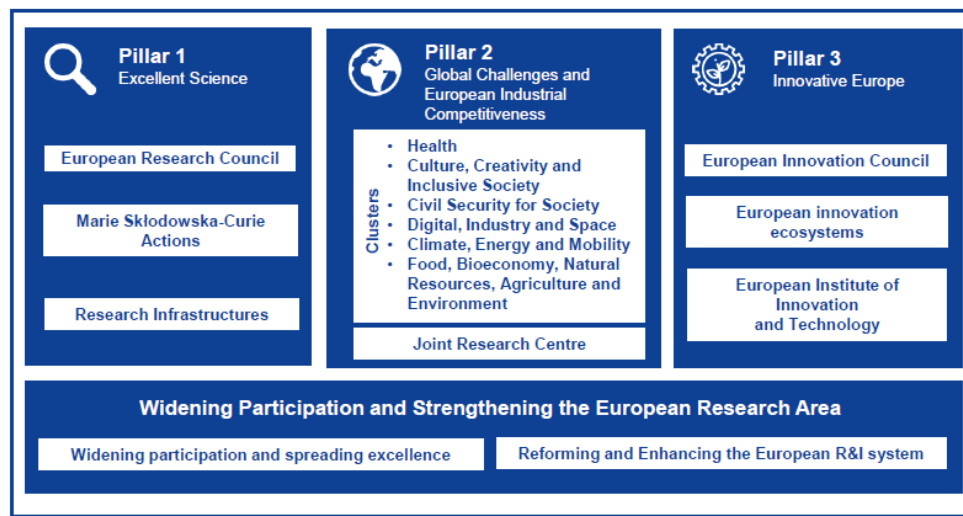 Pillar 1
Excellent Science
European Research Council
Marie Skłodowska-Curie
Actions
Research Infrastructures
Pillar 2
Global Challenges and
European Industrial
Competitiveness
Clusters
• Health
• Culture, Creativity and
Inclusive Society
• Civil Security for Society
• Digital, Industry and Space
• Climate, Energy and Mobility
• Food, Bioeconomy, Natural
Resources, Agriculture and
Environment
Joint Research Centre
Pillar 3
Innovative Europe
European Innovation Council
European innovation
ecosystems
European Institute of
Innovation
and Technology
Widening Participation and Strengthening the European Research Area
Widening participation and spreading excellence
Reforming and Enhancing the European R&I system